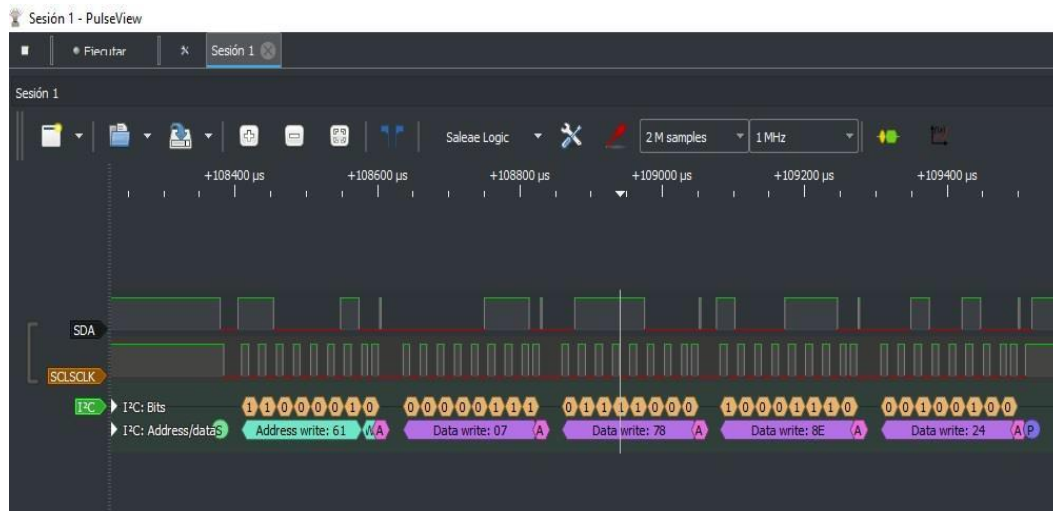 Sesión 1 - PulseView
Ejecutar Sesión 1
Sesión 1
Saleae Logic 2 M samples 1 MHz
+108400 µs +108600 µs +108800 µs +109000 µs +109200 µs +109400 µs
SDA
SCLSCLK
I²C I²C: Bits 1 1 0 0 0 0 1 0 0 0 0 0 0 1 1 1 0 1 1 1 1 0 0 0 1 0 0 0 1 1 1 0 0 0 1 0 0 1 0 0
I²C: Address/data S Address write: 61 W A Data write: 07 A Data write: 78 A Data write: 8E A Data write: 24 A P